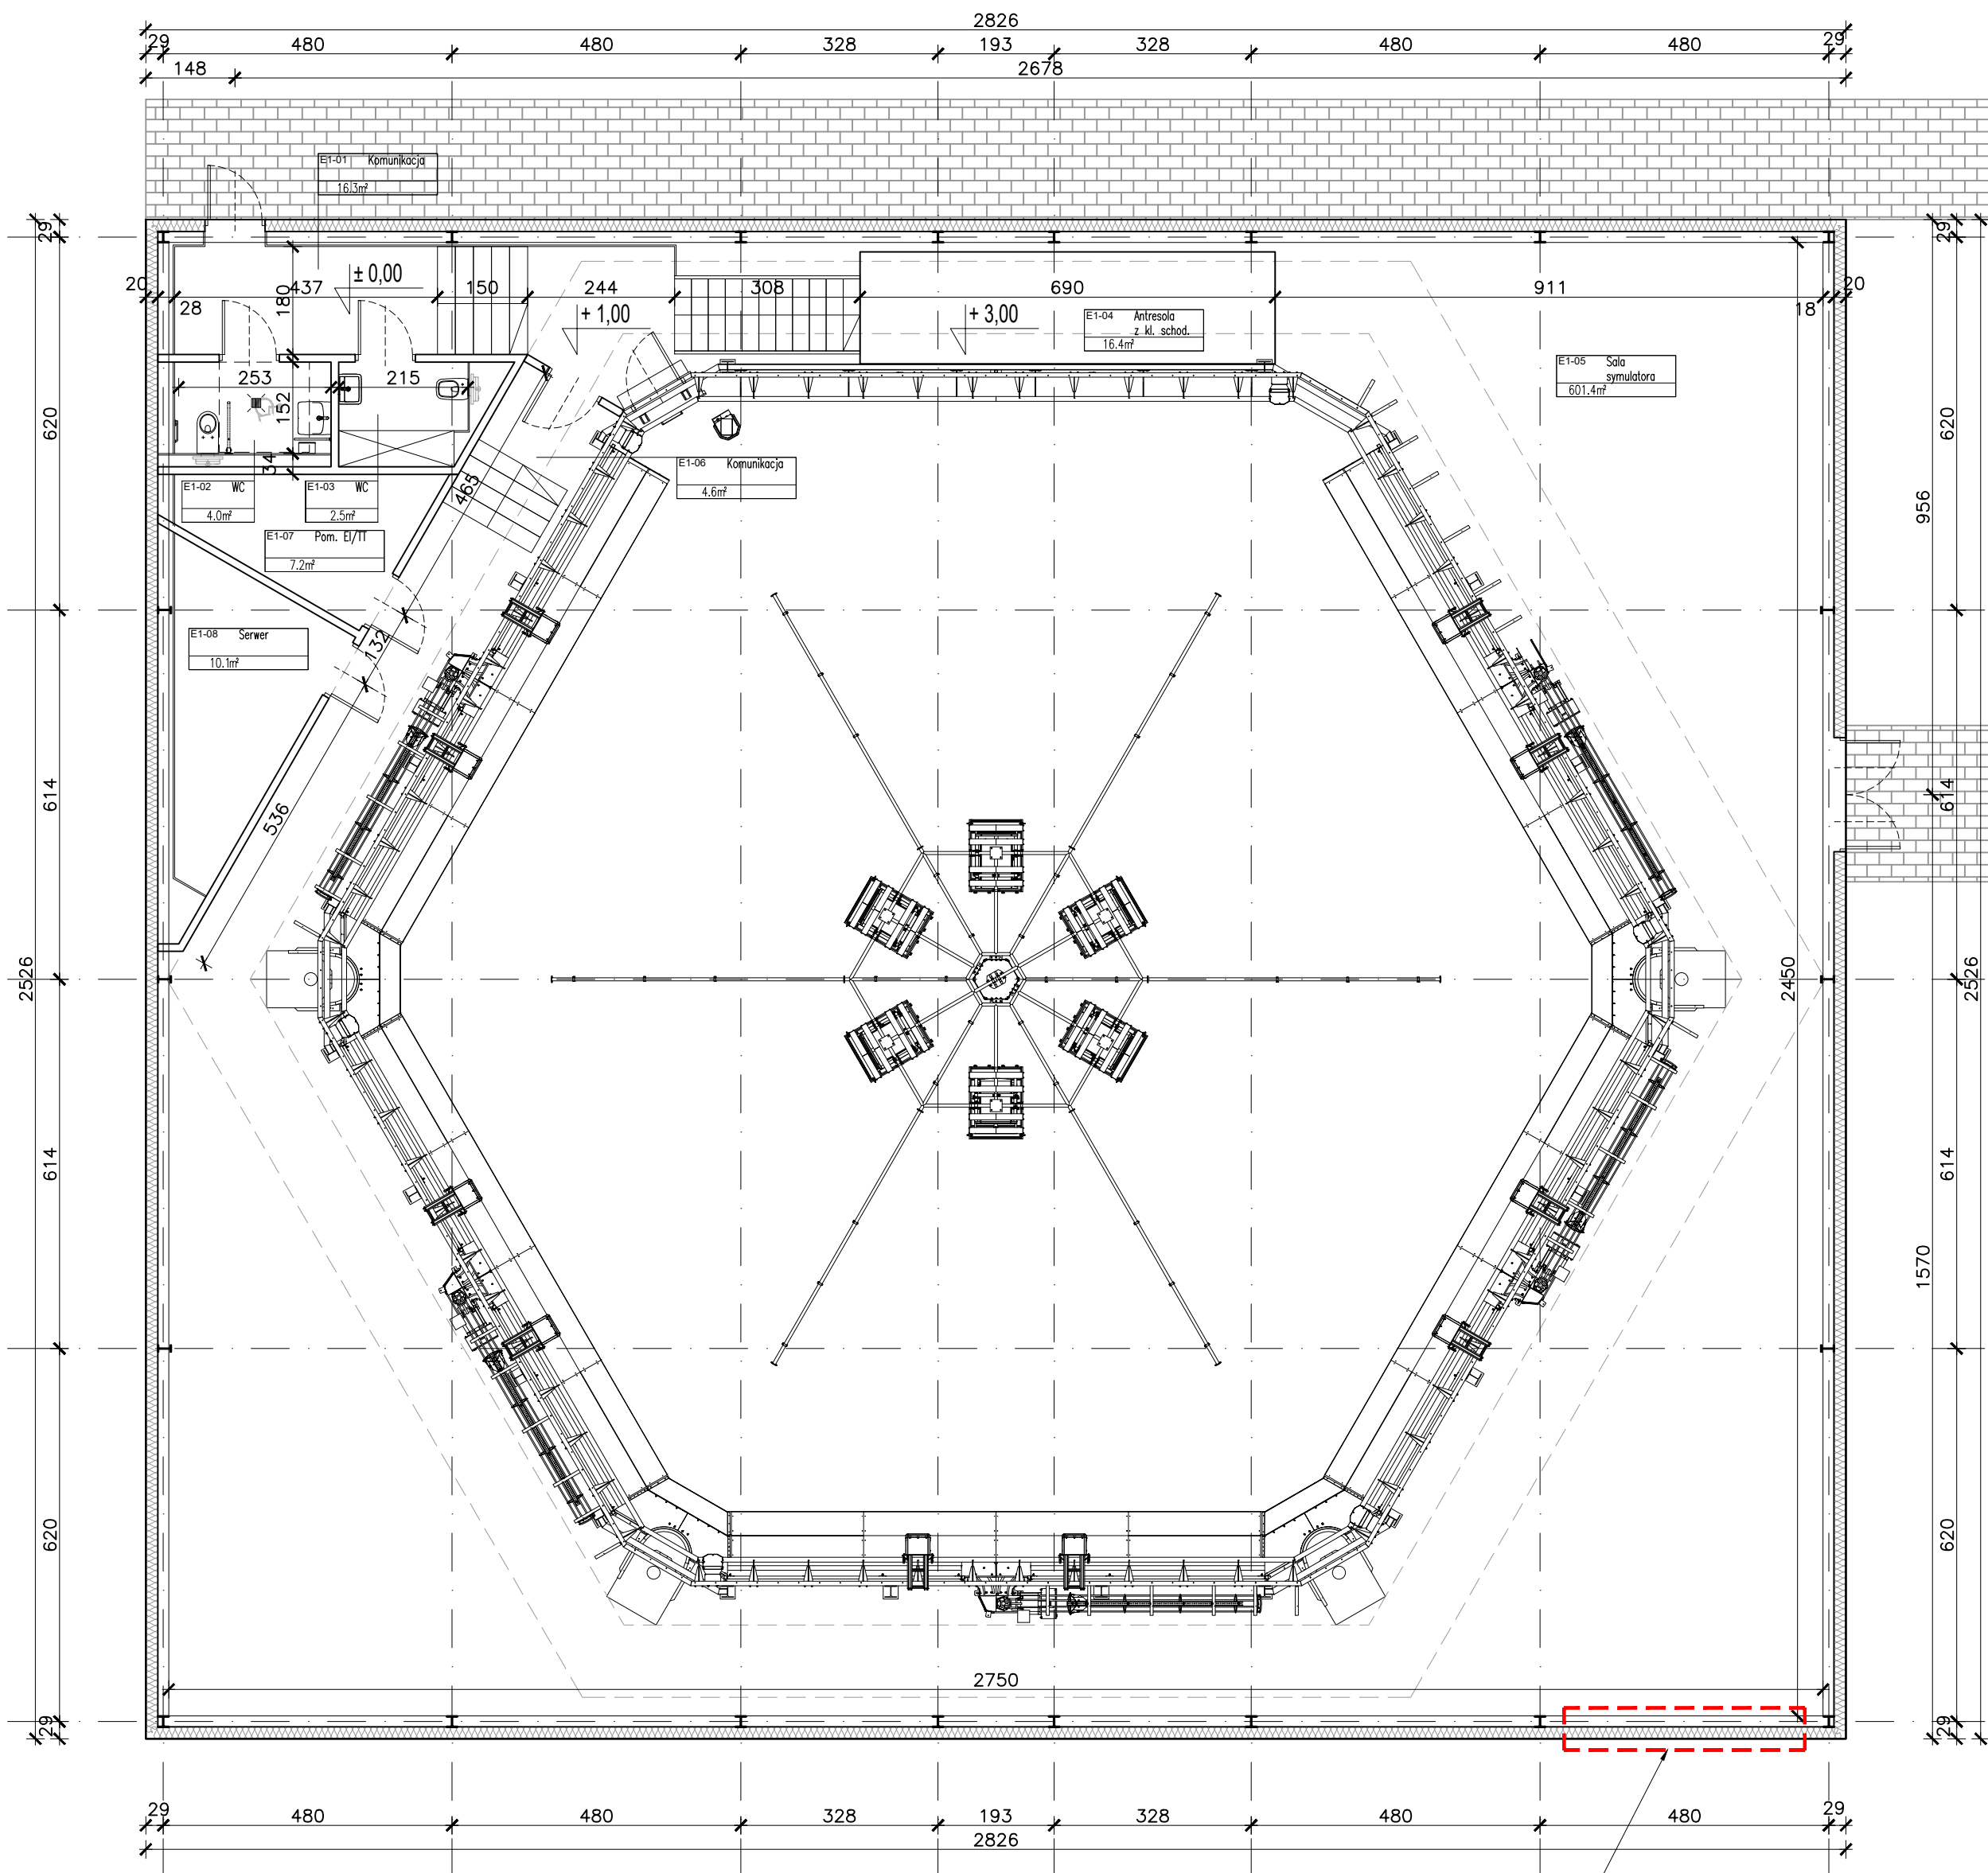 2826
29 480 480 328 193 328 480 480 29
148 2678
E1-01 Komunikacja
16.3m²
29
29
± 0,00
20 28 437 150 244 308 690 911 18 20
180
+ 1,00
+ 3,00
E1-04 Antresola
z kl. schod.
16.4m²
E1-05 Sala
symulatora
601.4m²
253 215
152
34
620
620
465
956
E1-06 Komunikacja
4.6m²
E1-02 WC
4.0m²
E1-03 WC
2.5m²
E1-07 Pom. El/TT
7.2m²
E1-08 Serwer
10.1m²
132
614
614
536
2526
2450
2526
614
614
1570
620
620
2750
29
29
29 480 480 328 193 328 480 480 29
2826